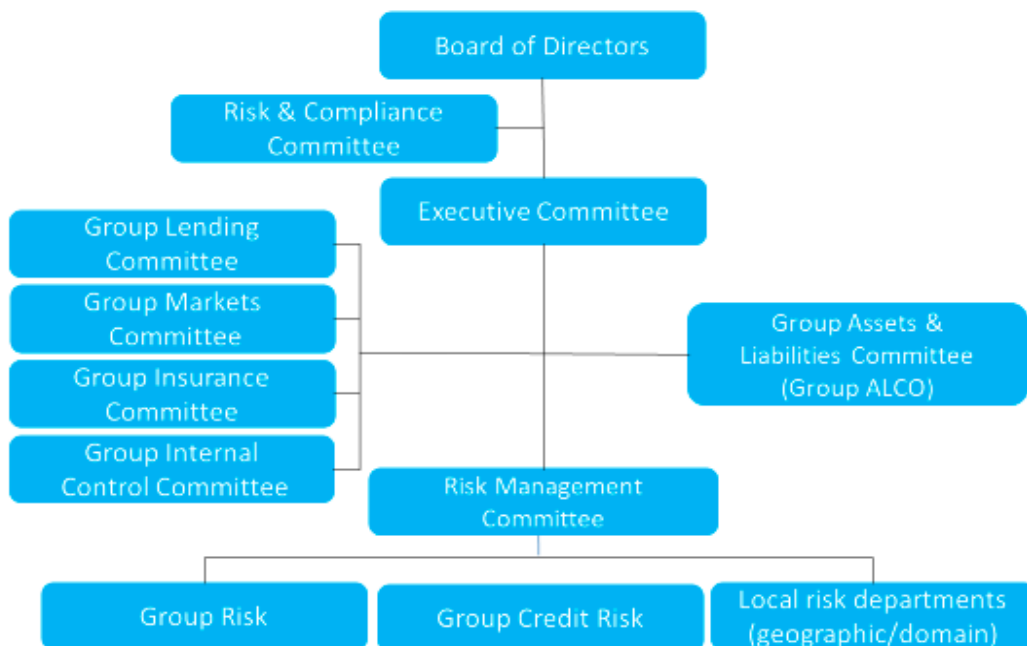 Board of Directors
Risk & Compliance
Committee
Executive Committee
Group Lending
Committee
Group Markets
Committee
Group Insurance
Committee
Group Internal
Control Committee
Group Assets &
Liabilities Committee
(Group ALCO)
Risk Management
Committee
Group Risk
Group Credit Risk
Local risk departments
(geographic/domain)